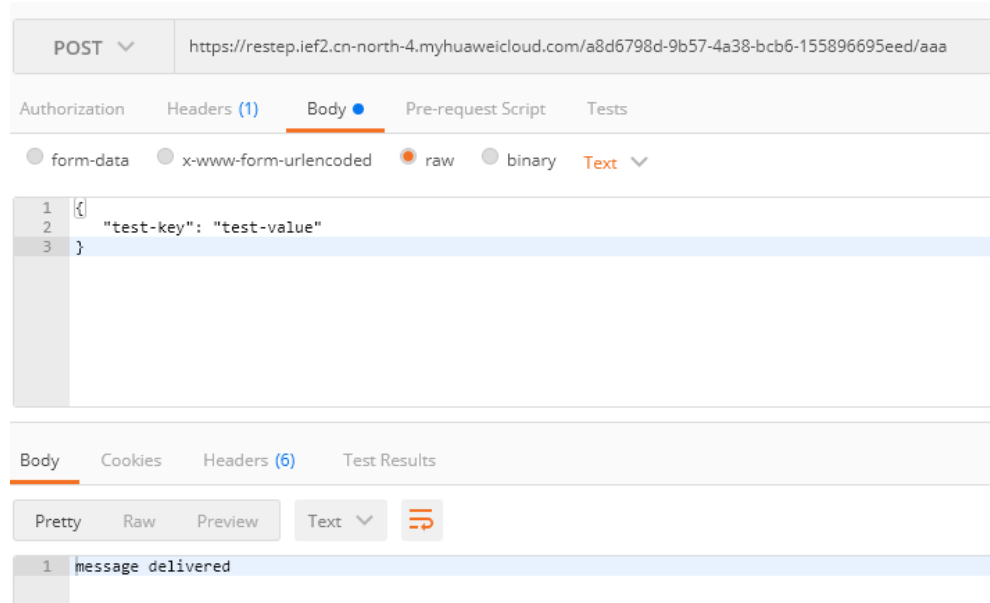 POST https://restep.ief2.cn-north-4.myhuaweicloud.com/a8d6798d-9b57-4a38-bcb6-155896695eed/aaa
Authorization Headers (1) Body Pre-request Script Tests
form-data x-www-form-urlencoded raw binary Text
1 {
2 "test-key": "test-value"
3 }
Body Cookies Headers (6) Test Results
Pretty Raw Preview Text
1 message delivered